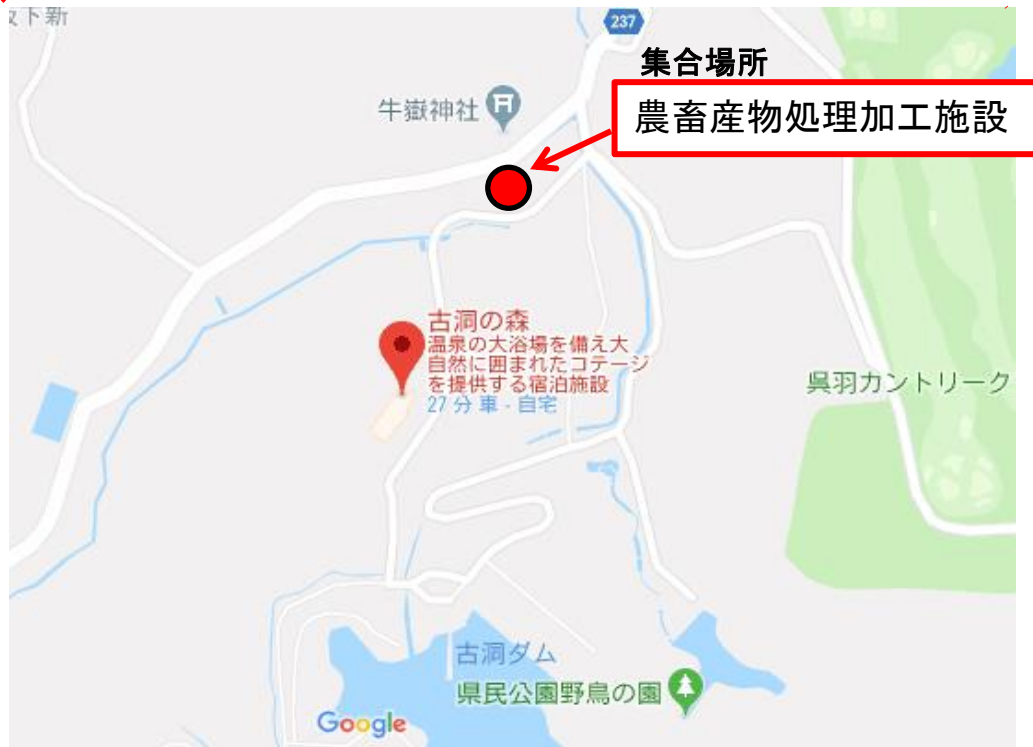 下新
237
集合場所
農畜産物処理加工施設
牛嶽神社
古洞の森
温泉の大浴場を備え大
自然に囲まれたコテージ
を提供する宿泊施設
27 分 車 - 自宅
呉羽カントリーク
古洞ダム
県民公園野鳥の園
Google